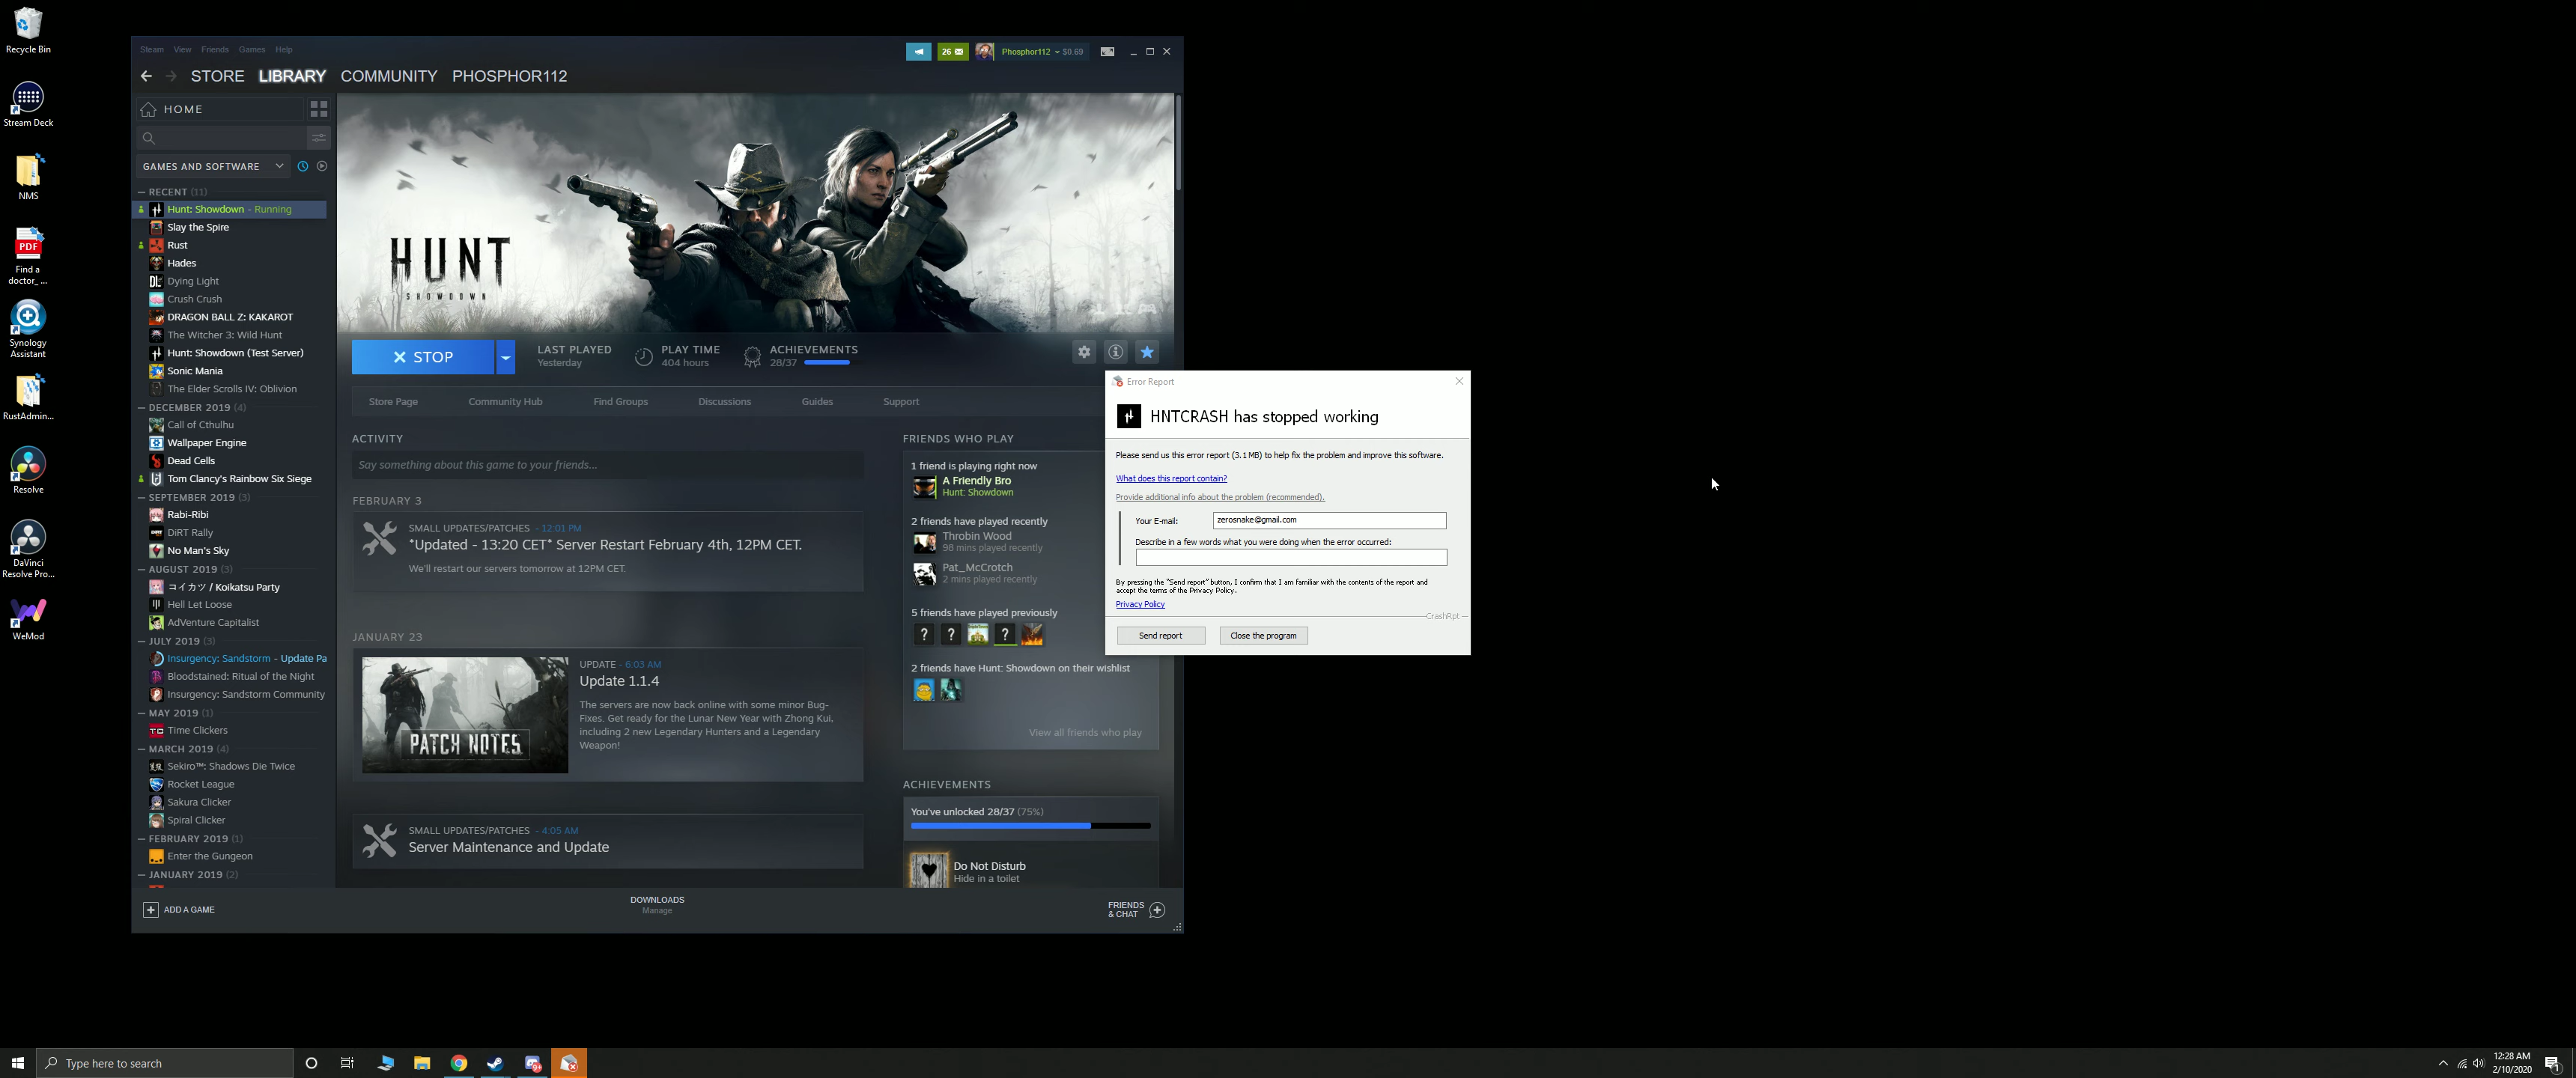 Recycle Bin
Stream Deck
NMS
PDF
Find a
doctor_ ...
Synology
Assistant
RustAdmin...
Resolve
DaVinci
Resolve Pro...
WeMod
Steam View Friends Games Help
26
Phosphor112 $0.69
STORE LIBRARY COMMUNITY PHOSPHOR112
HOME
GAMES AND SOFTWARE
RECENT (11)
Hunt: Showdown - Running
Slay the Spire
Rust
Hades
Dying Light
Crush Crush
DRAGON BALL Z: KAKAROT
The Witcher 3: Wild Hunt
Hunt: Showdown (Test Server)
Sonic Mania
The Elder Scrolls IV: Oblivion
DECEMBER 2019 (4)
Call of Cthulhu
Wallpaper Engine
Dead Cells
Tom Clancy's Rainbow Six Siege
SEPTEMBER 2019 (3)
Rabi-Ribi
DiRT Rally
No Man's Sky
AUGUST 2019 (3)
コイカツ / Koikatsu Party
Hell Let Loose
AdVenture Capitalist
JULY 2019 (3)
Insurgency: Sandstorm - Update Pa
Bloodstained: Ritual of the Night
Insurgency: Sandstorm Community
MAY 2019 (1)
Time Clickers
MARCH 2019 (4)
Sekiro™: Shadows Die Twice
Rocket League
Sakura Clicker
Spiral Clicker
FEBRUARY 2019 (1)
Enter the Gungeon
JANUARY 2019 (2)
ADD A GAME
HUNT
SHOWDOWN
STOP
LAST PLAYED
Yesterday
PLAY TIME
404 hours
ACHIEVEMENTS
28/37
Store Page Community Hub Find Groups Discussions Guides Support
ACTIVITY
Say something about this game to your friends...
FEBRUARY 3
SMALL UPDATES/PATCHES - 12:01 PM
*Updated - 13:20 CET* Server Restart February 4th, 12PM CET.
We'll restart our servers tomorrow at 12PM CET.
JANUARY 23
PATCH NOTES
UPDATE - 6:03 AM
Update 1.1.4
The servers are now back online with some minor Bug-
Fixes. Get ready for the Lunar New Year with Zhong Kui,
including 2 new Legendary Hunters and a Legendary
Weapon!
SMALL UPDATES/PATCHES - 4:05 AM
Server Maintenance and Update
FRIENDS WHO PLAY
1 friend is playing right now
A Friendly Bro
Hunt: Showdown
2 friends have played recently
Throbin Wood
98 mins played recently
Pat_McCrotch
2 mins played recently
5 friends have played previously
? ? ?
2 friends have Hunt: Showdown on their wishlist
View all friends who play
ACHIEVEMENTS
You've unlocked 28/37 (75%)
Do Not Disturb
Hide in a toilet
DOWNLOADS
Manage
FRIENDS
& CHAT
Error Report
HNTCRASH has stopped working
Please send us this error report (3.1 MB) to help fix the problem and improve this software.
What does this report contain?
Provide additional info about the problem (recommended).
Your E-mail: zerosnake@gmail.com
Describe in a few words what you were doing when the error occurred:
By pressing the "Send report" button, I confirm that I am familiar with the contents of the report and
accept the terms of the Privacy Policy.
Privacy Policy
CrashRpt
Send report Close the program
Type here to search
9+
12:28 AM
2/10/2020
1